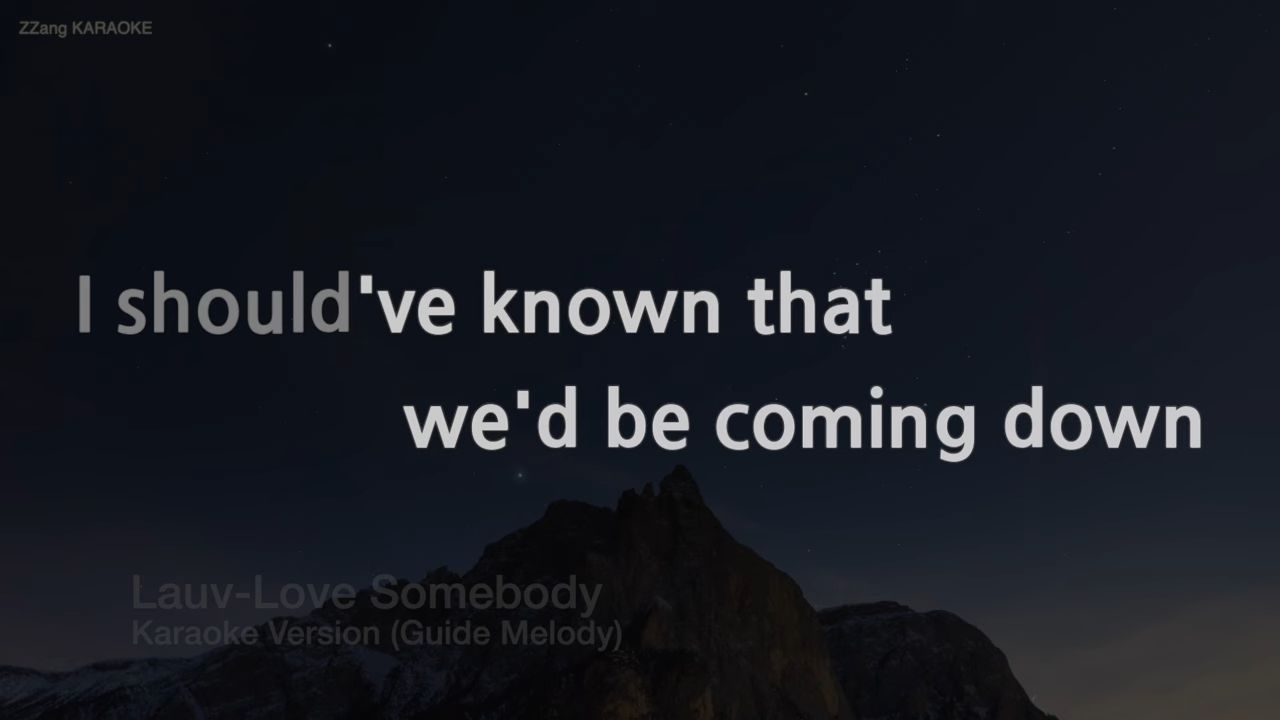 ZZang KARAOKE
I should've known that
we'd be coming down
Lauv-Love Somebody
Karaoke Version (Guide Melody)